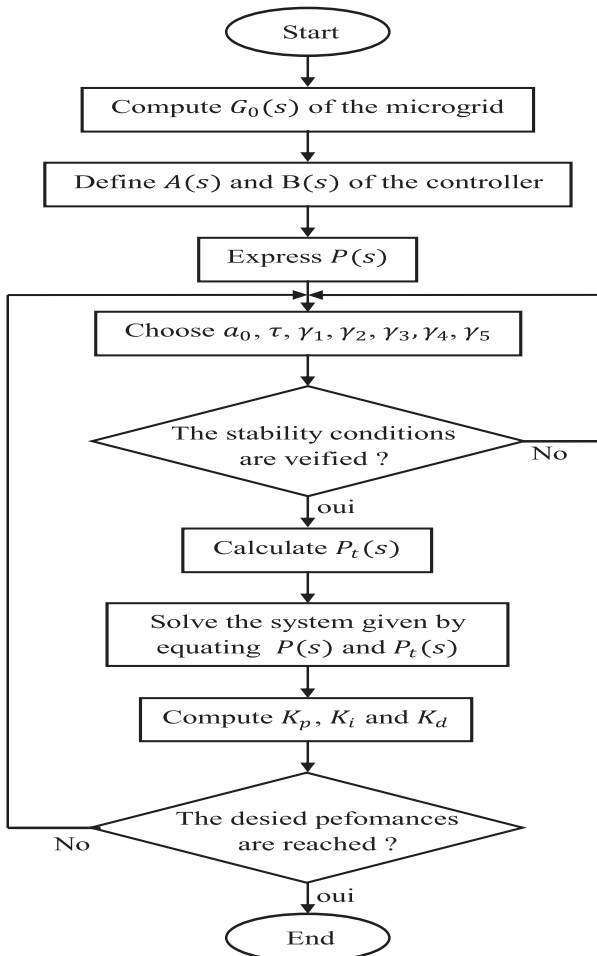 Start
Compute G₀(s) of the microgrid
Define A(s) and B(s) of the controller
Express P(s)
Choose a₀, τ, γ₁, γ₂, γ₃, γ₄, γ₅
The stability conditions
are veified ?
No
oui
Calculate Pₜ(s)
Solve the system given by
equating P(s) and Pₜ(s)
Compute Kₚ, Kᵢ and K_d
The desied pefomances
are reached ?
No
oui
End